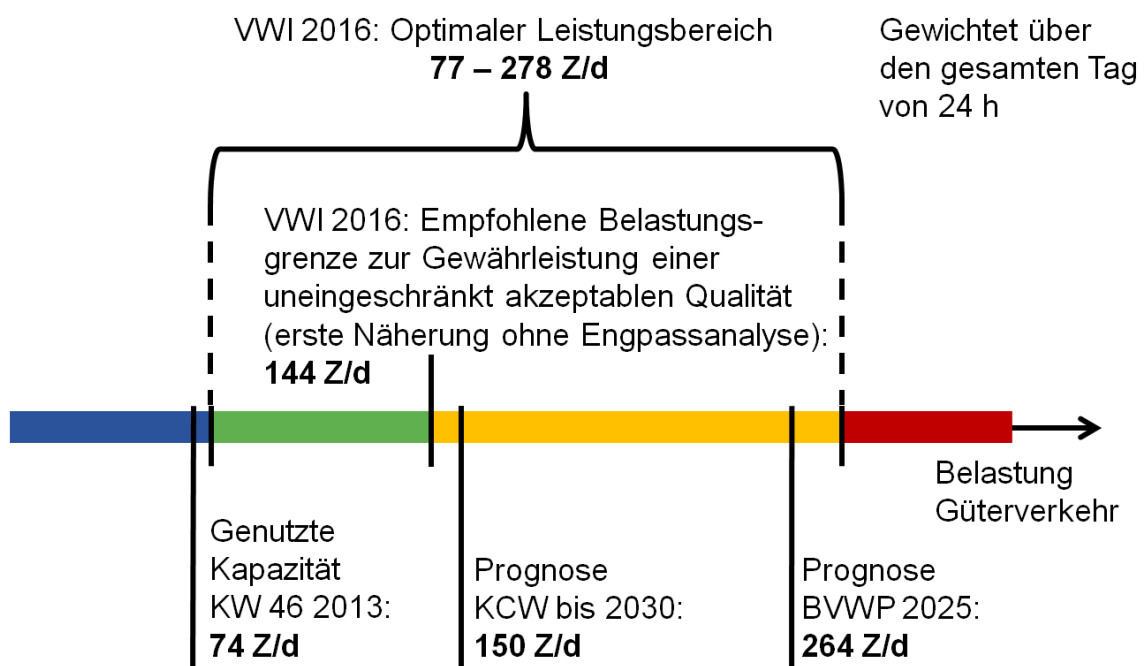 VWI 2016: Optimaler Leistungsbereich
77 – 278 Z/d
Gewichtet über
den gesamten Tag
von 24 h
VWI 2016: Empfohlene Belastungs-
grenze zur Gewährleistung einer
uneingeschränkt akzeptablen Qualität
(erste Näherung ohne Engpassanalyse):
144 Z/d
Belastung
Güterverkehr
Genutzte
Kapazität
KW 46 2013:
74 Z/d
Prognose
KCW bis 2030:
150 Z/d
Prognose
BVWP 2025:
264 Z/d